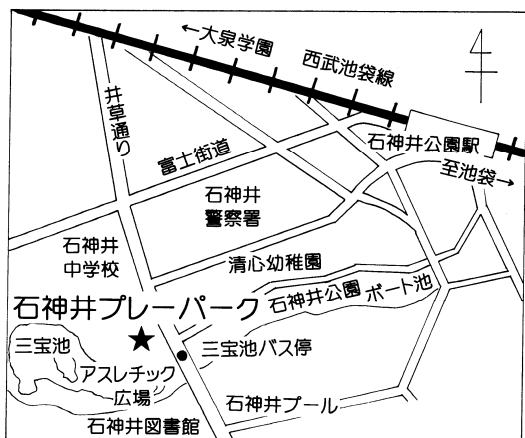 ←大泉学園
西武池袋線
井草通り
富士街道
石神井公園駅
至池袋→
石神井
警察署
石神井
中学校
清心幼稚園
石神井プレーパーク
石神井公園
ボート池
三宝池
★
三宝池バス停
アスレチック
広場
石神井プール
石神井図書館